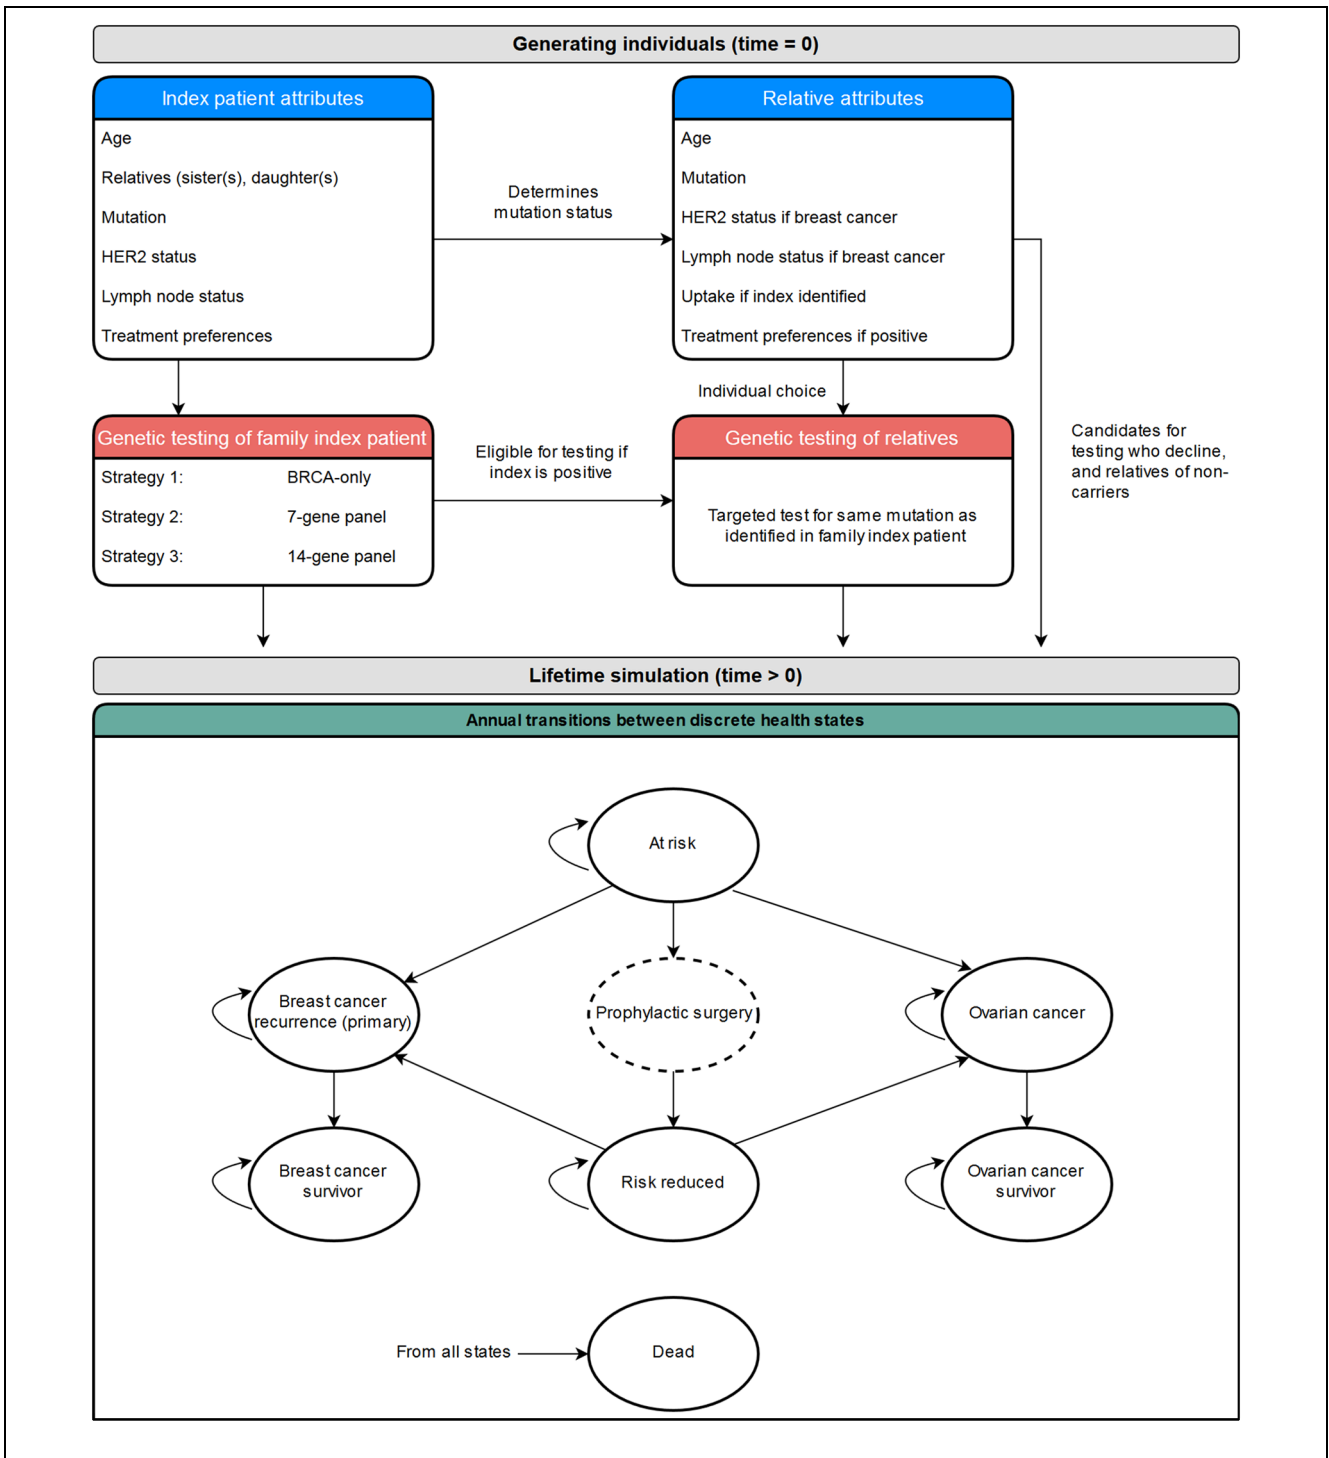 Generating individuals (time = 0)
Index patient attributes
Age
Relatives (sister(s), daughter(s)
Mutation
HER2 status
Lymph node status
Treatment preferences
Determines
mutation status
Relative attributes
Age
Mutation
HER2 status if breast cancer
Lymph node status if breast cancer
Uptake if index identified
Treatment preferences if positive
Individual choice
Genetic testing of family index patient
Strategy 1: BRCA-only
Strategy 2: 7-gene panel
Strategy 3: 14-gene panel
Eligible for testing if
index is positive
Genetic testing of relatives
Targeted test for same mutation as
identified in family index patient
Candidates for
testing who decline,
and relatives of non-
carriers
Lifetime simulation (time > 0)
Annual transitions between discrete health states
At risk
Breast cancer
recurrence (primary)
Prophylactic surgery
Ovarian cancer
Breast cancer
survivor
Risk reduced
Ovarian cancer
survivor
From all states
Dead